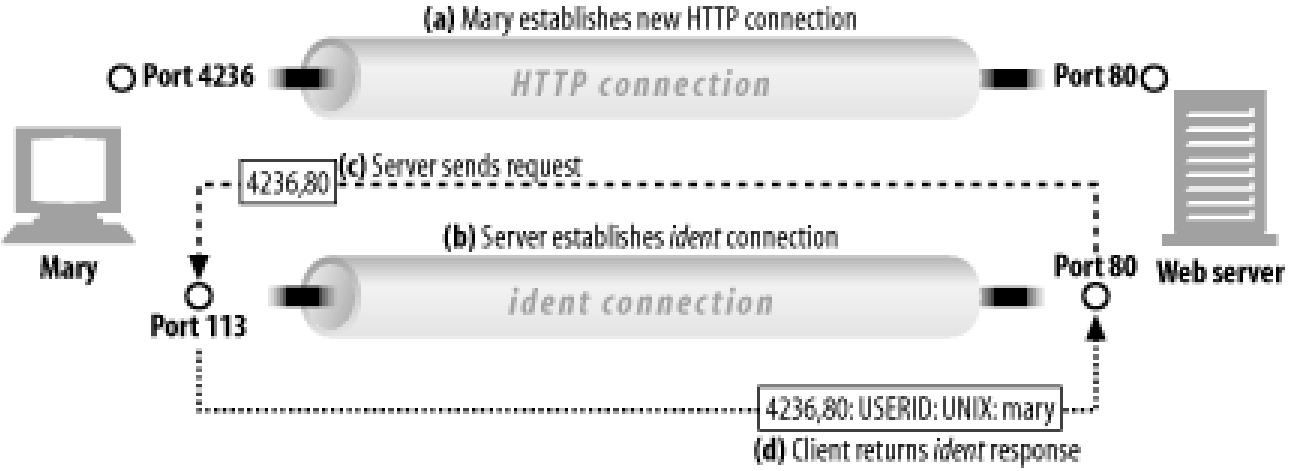 (a) Mary establishes new HTTP connection
Port 4236
HTTP connection
Port 80
4236,80
(c) Server sends request
(b) Server establishes ident connection
Mary
Port 80
Web server
ident connection
Port 113
4236,80: USERID: UNIX: mary
(d) Client returns ident response